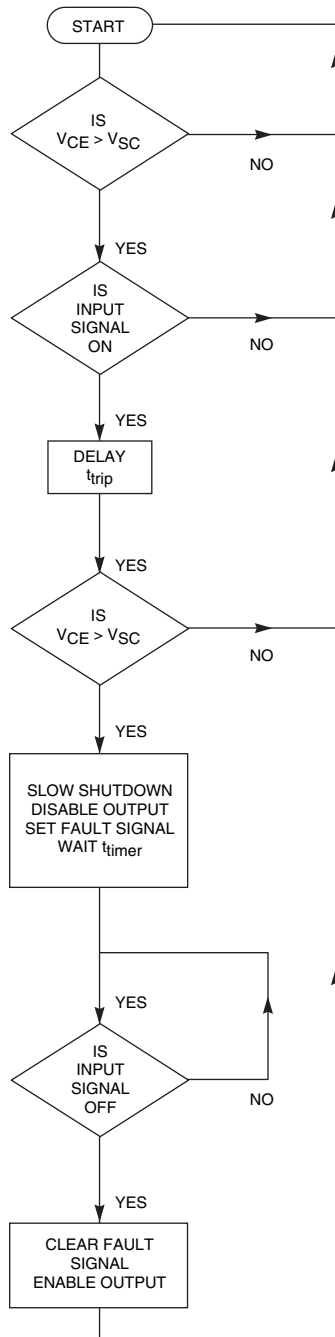 START
IS
VCE > VSC
NO
YES
IS
INPUT
SIGNAL
ON
NO
YES
DELAY
ttrip
YES
IS
VCE > VSC
NO
YES
SLOW SHUTDOWN
DISABLE OUTPUT
SET FAULT SIGNAL
WAIT ttimer
YES
IS
INPUT
SIGNAL
OFF
NO
YES
CLEAR FAULT
SIGNAL
ENABLE OUTPUT